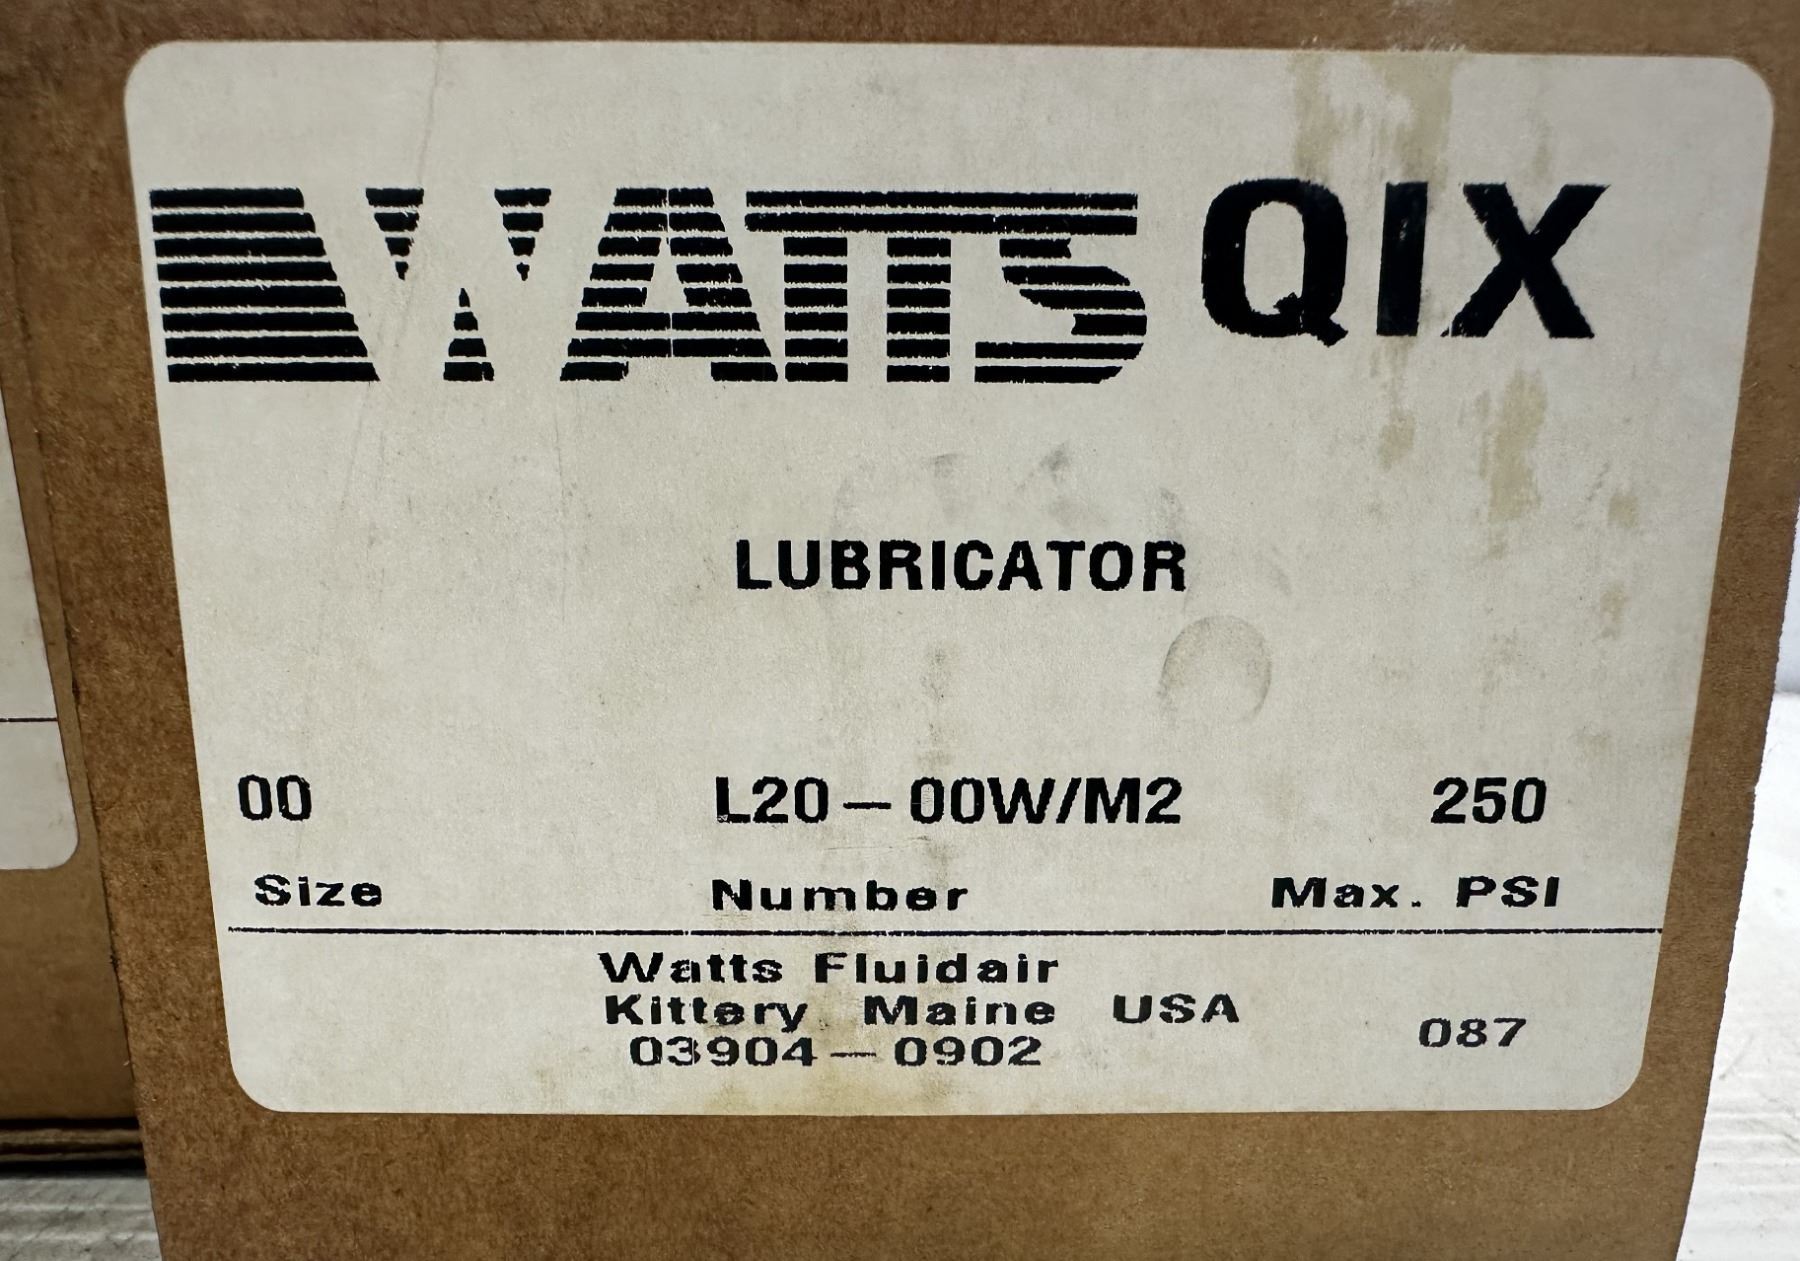 WATTS QIX
LUBRICATOR
00 L20-00W/M2 250
Size Number Max. PSI
Watts Fluidair
Kittery Maine USA
03904-0902 087